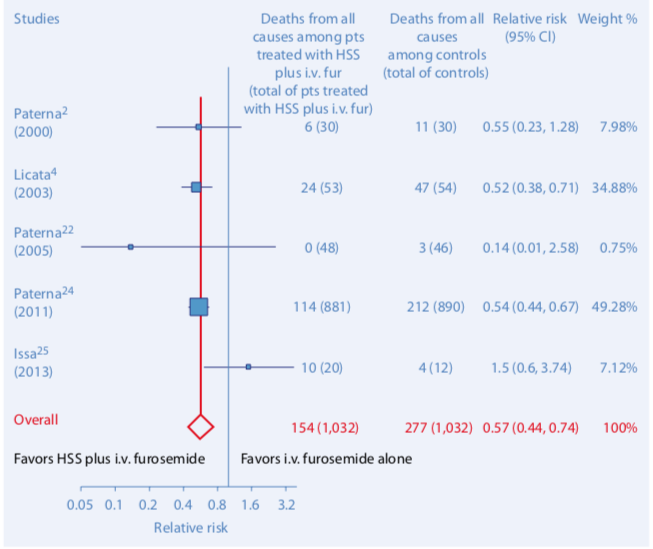 Studies
Deaths from all
causes among pts
treated with HSS
plus i.v. fur
(total of pts treated
with HSS plus i.v. fur)
Deaths from all
causes
among controls
(total of controls)
Relative risk
(95% CI)
Weight %
Paterna2
(2000)
6 (30)
11 (30)
0.55 (0.23, 1.28)
7.98%
Licata4
(2003)
24 (53)
47 (54)
0.52 (0.38, 0.71)
34.88%
Paterna22
(2005)
0 (48)
3 (46)
0.14 (0.01, 2.58)
0.75%
Paterna24
(2011)
114 (881)
212 (890)
0.54 (0.44, 0.67)
49.28%
Issa25
(2013)
10 (20)
4 (12)
1.5 (0.6, 3.74)
7.12%
Overall
154 (1,032)
277 (1,032)
0.57 (0.44, 0.74)
100%
Favors HSS plus i.v. furosemide
Favors i.v. furosemide alone
0.05 0.1 0.2 0.4 0.8 1.6 3.2
Relative risk